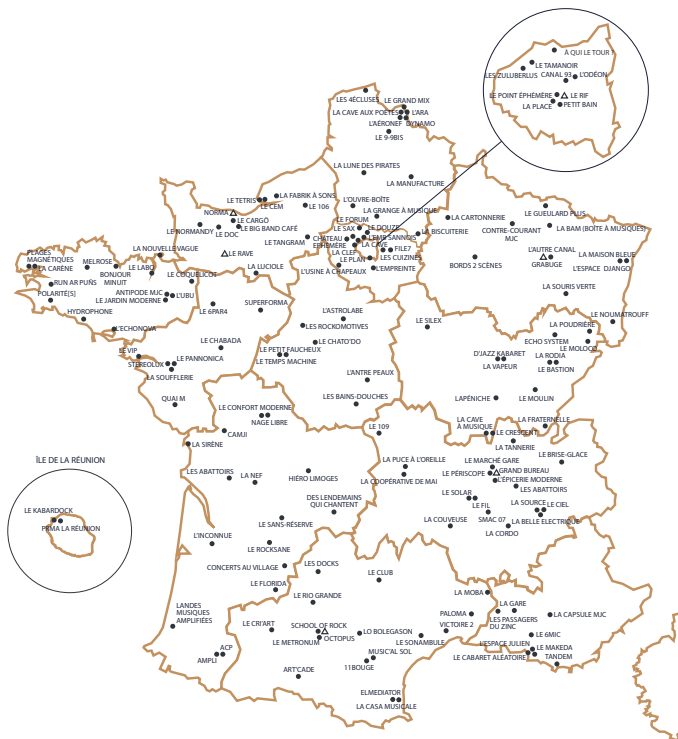 À QUI LE TOUR ?
LE TAMANOIR
LES ZULUBERLUS
CANAL 93
L'ODÉON
LE POINT ÉPHÉMÈRE
LE RIF
LA PLACE
PETIT BAIN
LES 4ÉCLUSES
LE GRAND MIX
LA CAVE AUX POÈTES
L'ARA
L'AÉRONEF
DYNAMO
LE 9-9BIS
LA LUNE DES PIRATES
LA MANUFACTURE
LA FABRIK À SONS
LE TETRIS
LE CEM
LE 106
L'OUVRE-BOÎTE
LA GRANGE À MUSIQUE
NORMA
LE CARGÖ
LE NORMANDY
LE DOC
LE BIG BAND CAFÉ
LE FORUM
LE SAX
LE DOUZE
LA CARTONNERIE
LE GUEULARD PLUS
LE TANGRAM
CHÂTEAU
ÉPHÉMÈRE
L'EMB SANNOIS
LA BISCUITERIE
CONTRE-COURANT
MJC
LA BAM (BOÎTE À MUSIQUES)
LA CAVE
FILE7
LA CLEF
LE PLAN
LES CUIZINES
L'EMPREINTE
L'USINE À CHAPEAUX
BORDS 2 SCÈNES
L'AUTRE CANAL
GRABUGE
LA MAISON BLEUE
L'ESPACE DJANGO
LA SOURIS VERTE
LA NOUVELLE VAGUE
LE RAVE
PLAGES
MAGNÉTIQUES
LA CARÈNE
MELROSE
BONJOUR
MINUIT
LE LABO
LE COQUELICOT
LA LUCIOLE
RUN AR PUÑS
POLARITÉ[S]
ANTIPODE MJC
LE JARDIN MODERNE
L'UBU
LE 6PAR4
SUPERFORMA
HYDROPHONE
L'ECHONOVA
L'ASTROLABE
LES ROCKOMOTIVES
LE CHATO'DO
LE SILEX
LE NOUMATROUFF
LA POUDRIÈRE
ECHO SYSTEM
LE MOLOCO
LE VIP
STEREOLUX
LE PANNONICA
LA SOUFFLERIE
LE CHABADA
LE PETIT FAUCHEUX
LE TEMPS MACHINE
D'JAZZ KABARET
LA VAPEUR
LA RODIA
LE BASTION
L'ANTRE PEAUX
QUAI M
LE CONFORT MODERNE
NAGE LIBRE
LES BAINS-DOUCHES
LAPÉNICHE
LE MOULIN
CAMJI
LE 109
LA CAVE
À MUSIQUE
LE CRESCENT
LA FRATERNELLE
LA TANNERIE
LA SIRÈNE
ÎLE DE LA RÉUNION
LE KABARDOCK
PRMA LA RÉUNION
LES ABATTOIRS
LA NEF
HIÉRO LIMOGES
LA PUCE À L'OREILLE
LA COOPÉRATIVE DE MAI
LE MARCHÉ GARE
LE PÉRISCOPE
GRAND BUREAU
L'ÉPICERIE MODERNE
LE BRISE-GLACE
LES ABATTOIRS
DES LENDEMAINS
QUI CHANTENT
LE SOLAR
LE FIL
LA SOURCE
LE CIEL
LA BELLE ELECTRIQUE
SMAC 07
LA CORDO
LA COUVEUSE
LE SANS-RÉSERVE
L'INCONNUE
LE ROCKSANE
CONCERTS AU VILLAGE
LES DOCKS
LE CLUB
LE FLORIDA
LE RIO GRANDE
LA MOBA
LA GARE
PALOMA
LES PASSAGERS
DU ZINC
LA CAPSULE MJC
LANDES
MUSIQUES
AMPLIFIÉES
LE CRI'ART
SCHOOL OF ROCK
LE METRONUM
OCTOPUS
LO BOLEGASON
LE SONAMBULE
VICTOIRE 2
LE 6MIC
L'ESPACE JULIEN
LE MAKEDA
LE CABARET ALÉATOIRE
TANDEM
ACP
AMPLI
MUSIC'AL SOL
11BOUGE
ART'CADE
ELMEDIATOR
LA CASA MUSICALE